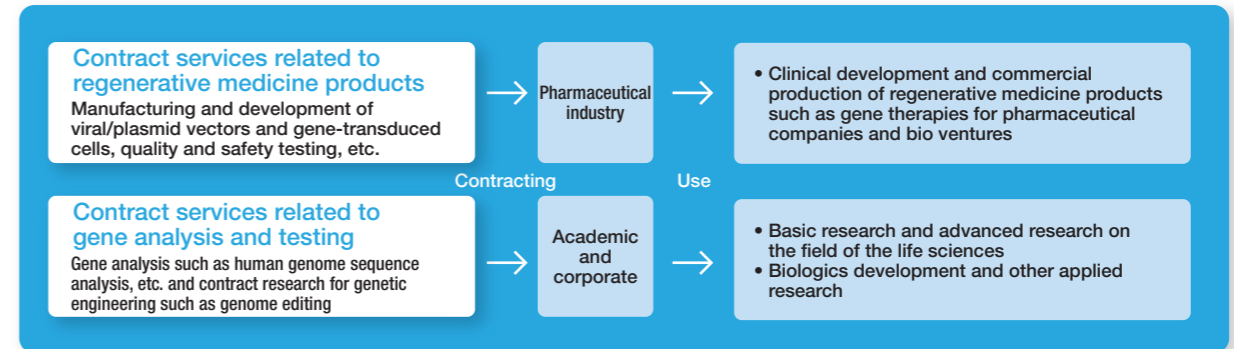 Contract services related to
regenerative medicine products
Manufacturing and development of
viral/plasmid vectors and gene-transduced
cells, quality and safety testing, etc.
Pharmaceutical
industry
• Clinical development and commercial
production of regenerative medicine products
such as gene therapies for pharmaceutical
companies and bio ventures
Contracting
Use
Contract services related to
gene analysis and testing
Gene analysis such as human genome sequence
analysis, etc. and contract research for genetic
engineering such as genome editing
Academic
and
corporate
• Basic research and advanced research on
the field of the life sciences
• Biologics development and other applied
research